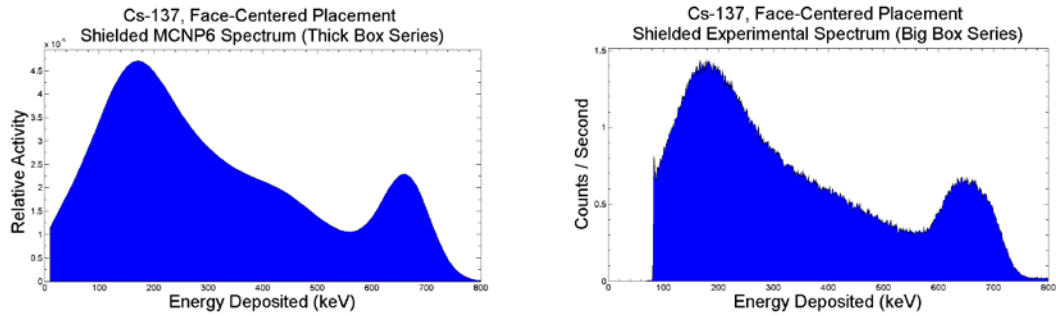 Cs-137, Face-Centered Placement
Shielded MCNP6 Spectrum (Thick Box Series)
Relative Activity
5
4.5
4
3.5
3
2.5
2
1.5
1
0.5
0
0 100 200 300 400 500 600 700 800
Energy Deposited (keV)
Cs-137, Face-Centered Placement
Shielded Experimental Spectrum (Big Box Series)
Counts / Second
1.5
1
0.5
0
0 100 200 300 400 500 600 700 800
Energy Deposited (keV)